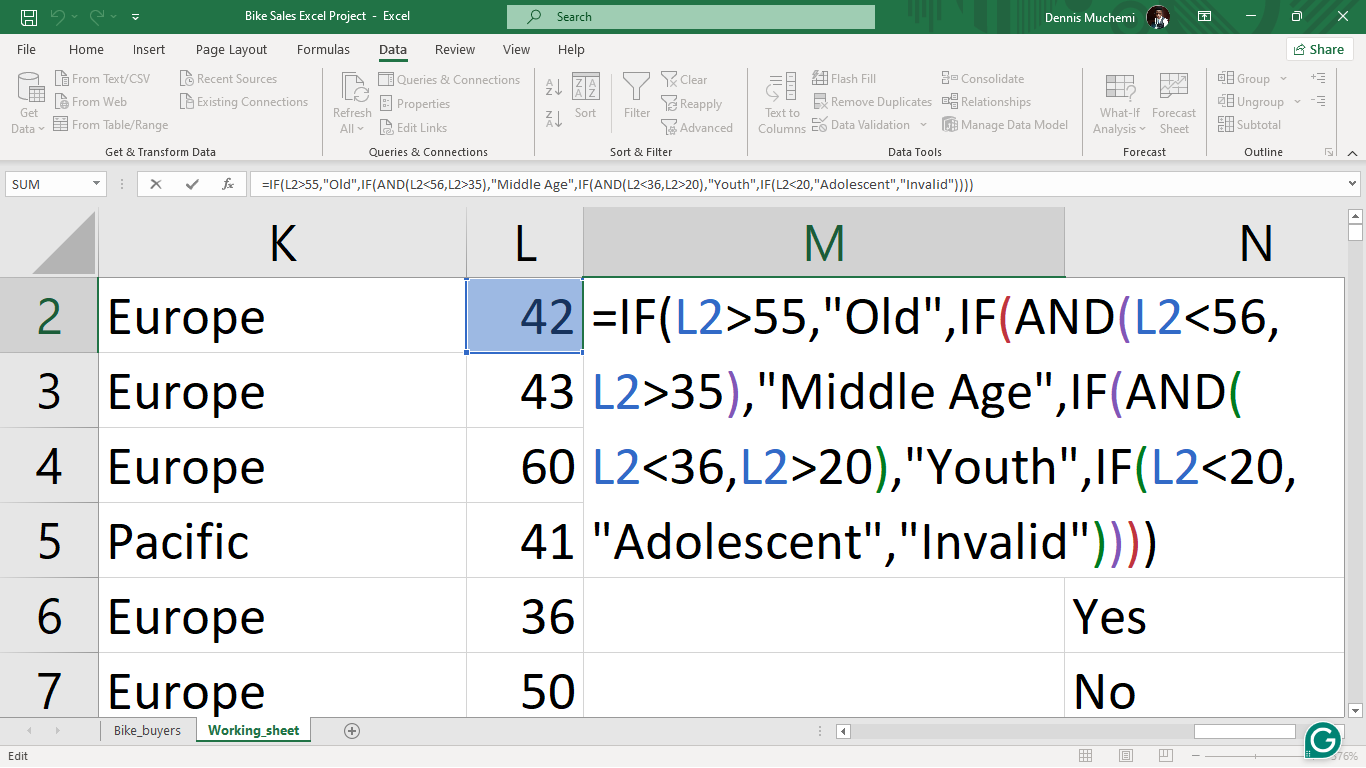 Bike Sales Excel Project - Excel
Search
Dennis Muchemi
File Home Insert Page Layout Formulas Data Review View Help
Share
Get Data
From Text/CSV
From Web
From Table/Range
Recent Sources
Existing Connections
Get & Transform Data
Refresh All
Queries & Connections
Properties
Edit Links
Queries & Connections
Sort
Filter
Clear
Reapply
Advanced
Sort & Filter
Text to Columns
Flash Fill
Remove Duplicates
Data Validation
Consolidate
Relationships
Manage Data Model
Data Tools
What-If Analysis
Forecast Sheet
Forecast
Group
Ungroup
Subtotal
Outline
SUM
fx
=IF(L2>55,"Old",IF(AND(L2<56,L2>35),"Middle Age",IF(AND(L2<36,L2>20),"Youth",IF(L2<20,"Adolescent","Invalid"))))
K L M N
2 Europe 42 =IF(L2>55,"Old",IF(AND(L2<56,
3 Europe 43 L2>35),"Middle Age",IF(AND(
4 Europe 60 L2<36,L2>20),"Youth",IF(L2<20,
5 Pacific 41 "Adolescent","Invalid"))))
6 Europe 36 Yes
7 Europe 50 No
Bike_buyers Working_sheet
Edit